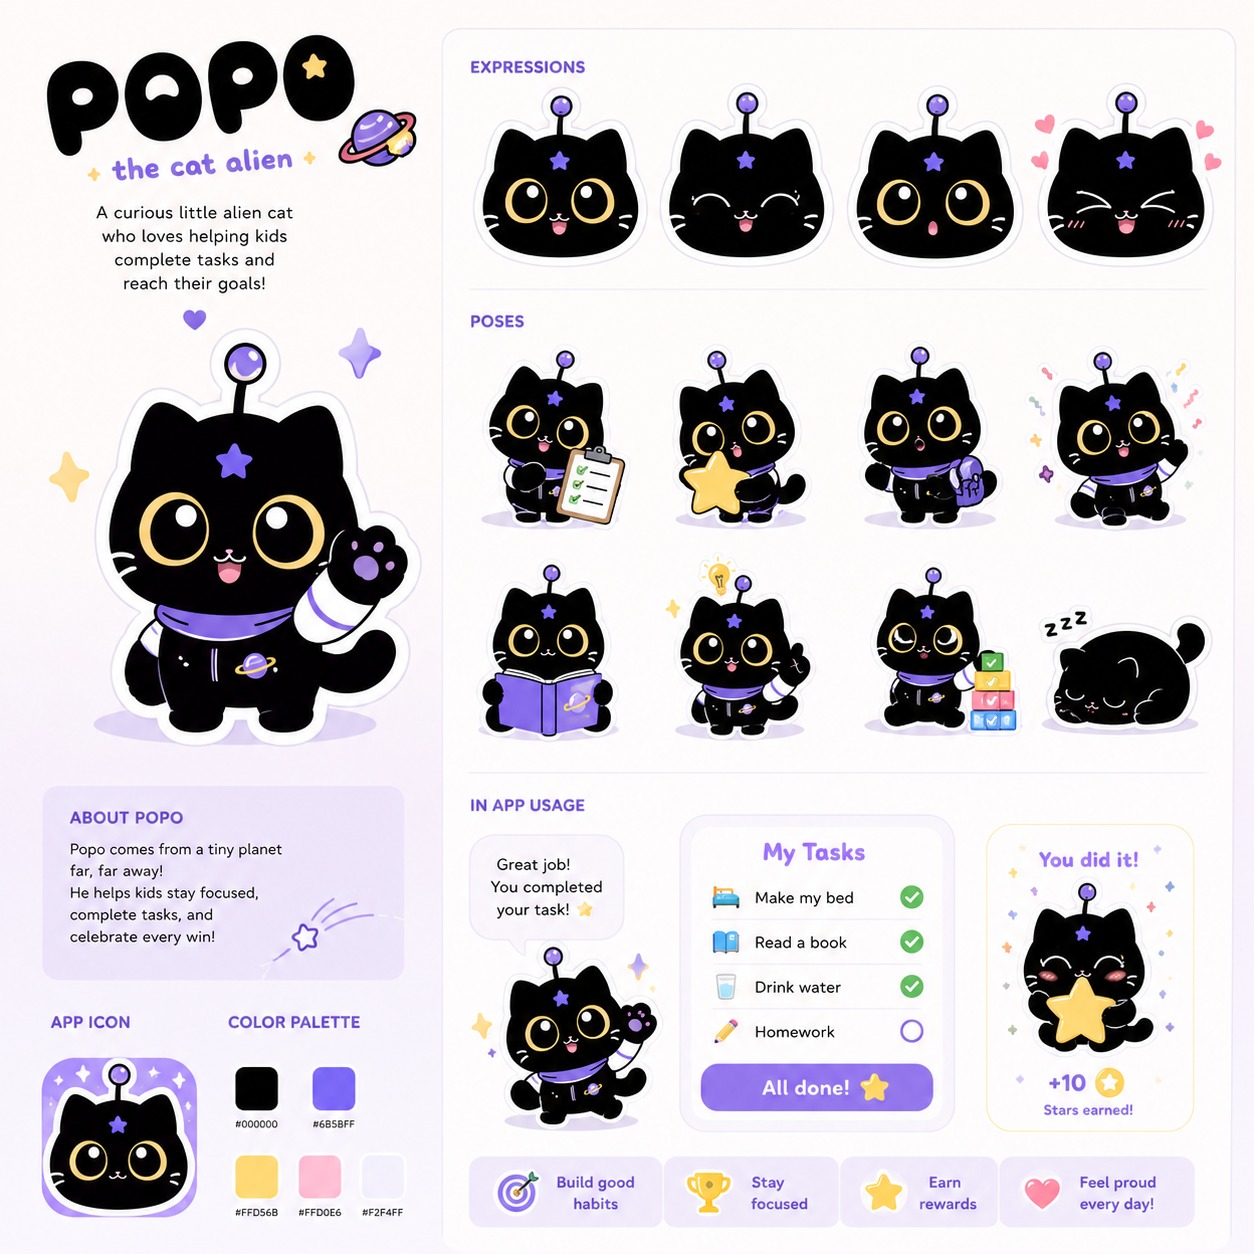 POPO
the cat alien
A curious little alien cat
who loves helping kids
complete tasks and
reach their goals!
ABOUT POPO
Popo comes from a tiny planet
far, far away!
He helps kids stay focused,
complete tasks, and
celebrate every win!
APP ICON
COLOR PALETTE
#000000
#6B5BFF
#FFD56B
#FFD0E6
#F2F4FF
EXPRESSIONS
POSES
zzz
IN APP USAGE
Great job!
You completed
your task!
My Tasks
Make my bed
Read a book
Drink water
Homework
All done!
You did it!
+10
Stars earned!
Build good
habits
Stay
focused
Earn
rewards
Feel proud
every day!